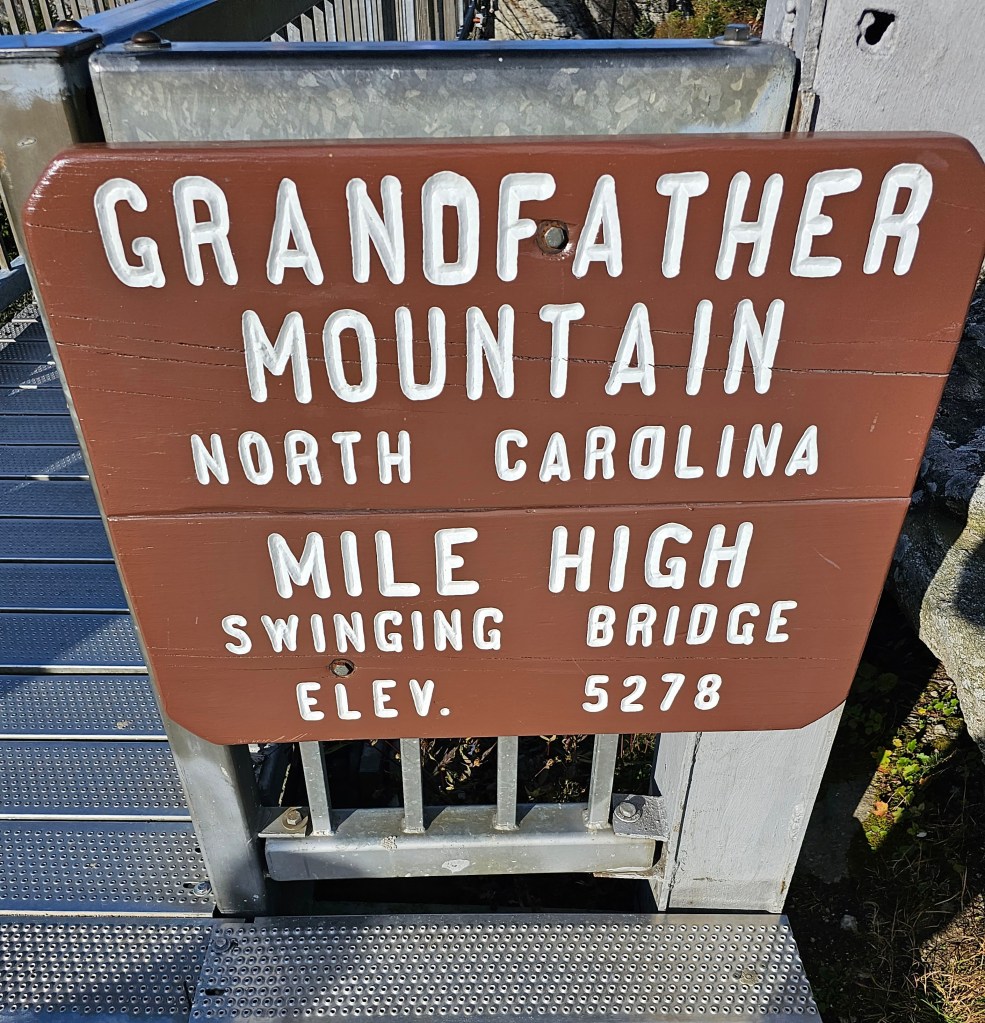 GRANDFATHER
MOUNTAIN
NORTH CAROLINA
MILE HIGH
SWINGING BRIDGE
ELEV. 5278